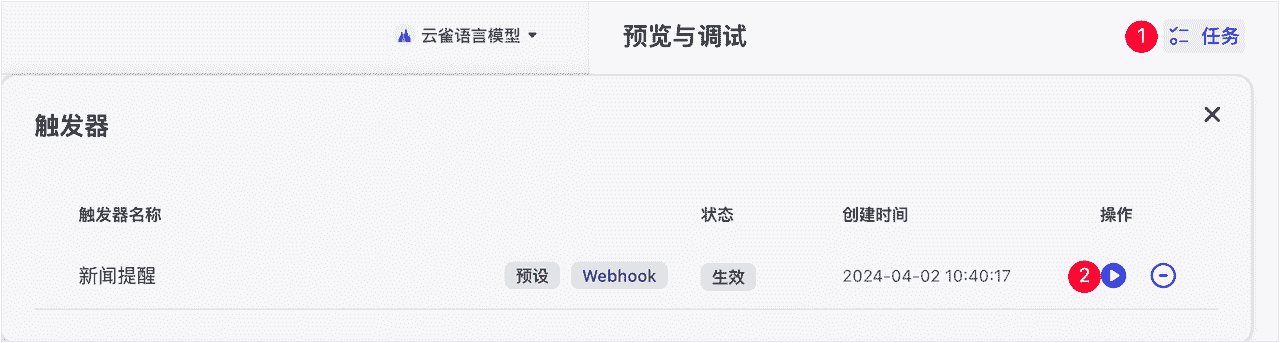 云雀语言模型
预览与调试
1 任务
触发器
触发器名称 状态 创建时间 操作
新闻提醒 预设 Webhook 生效 2024-04-02 10:40:17 2